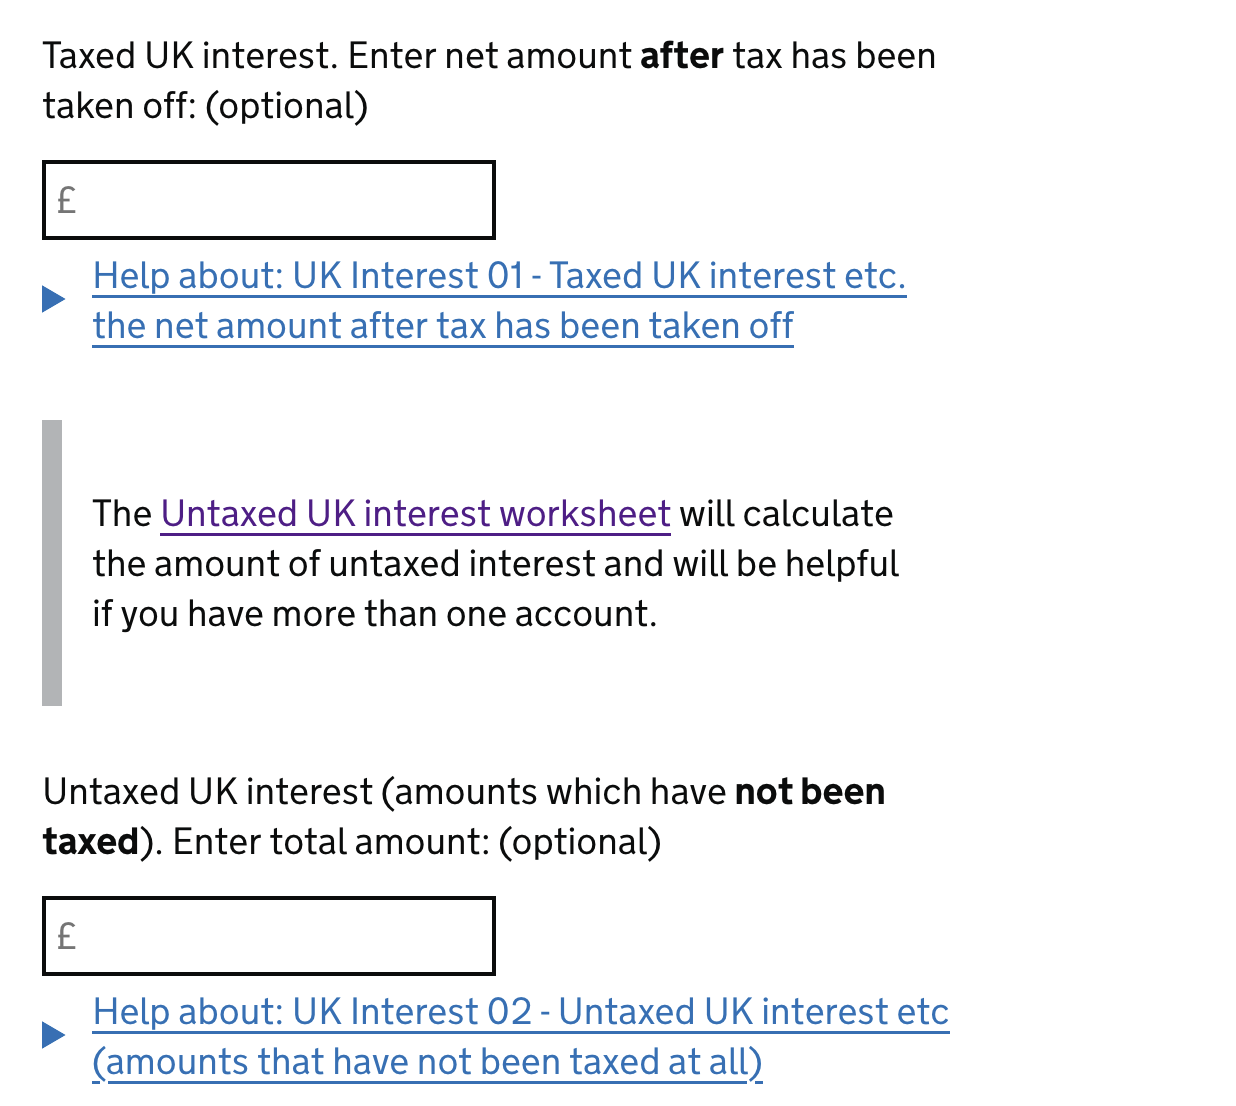 Taxed UK interest. Enter net amount after tax has been
taken off: (optional)
£
Help about: UK Interest 01 - Taxed UK interest etc.
the net amount after tax has been taken off
The Untaxed UK interest worksheet will calculate
the amount of untaxed interest and will be helpful
if you have more than one account.
Untaxed UK interest (amounts which have not been
taxed). Enter total amount: (optional)
£
Help about: UK Interest 02 - Untaxed UK interest etc
(amounts that have not been taxed at all)